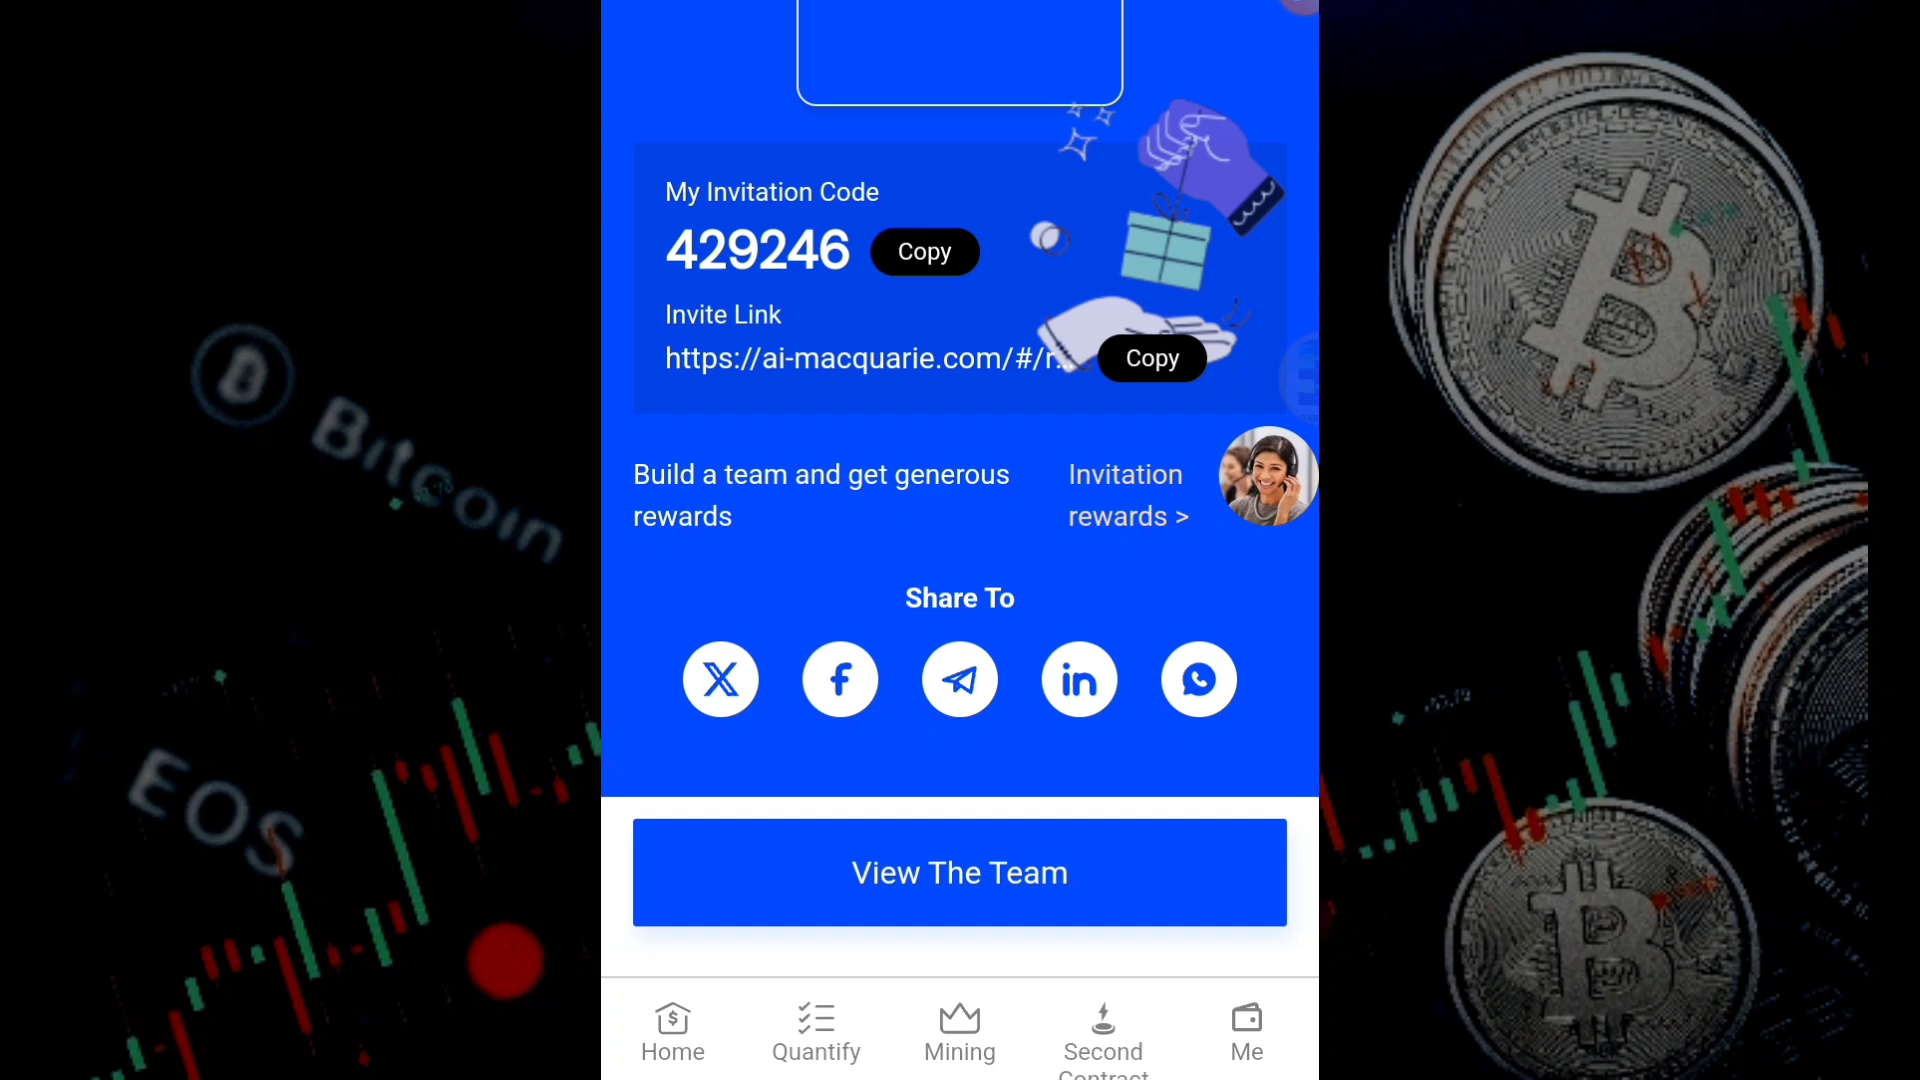 My Invitation Code
429246
Copy
Invite Link
https://ai-macquarie.com/#/r...
Copy
Build a team and get generous
rewards
Invitation
rewards >
Share To
View The Team
Home
Quantify
Mining
Second
Contract
Me
Bitcoin
EOS